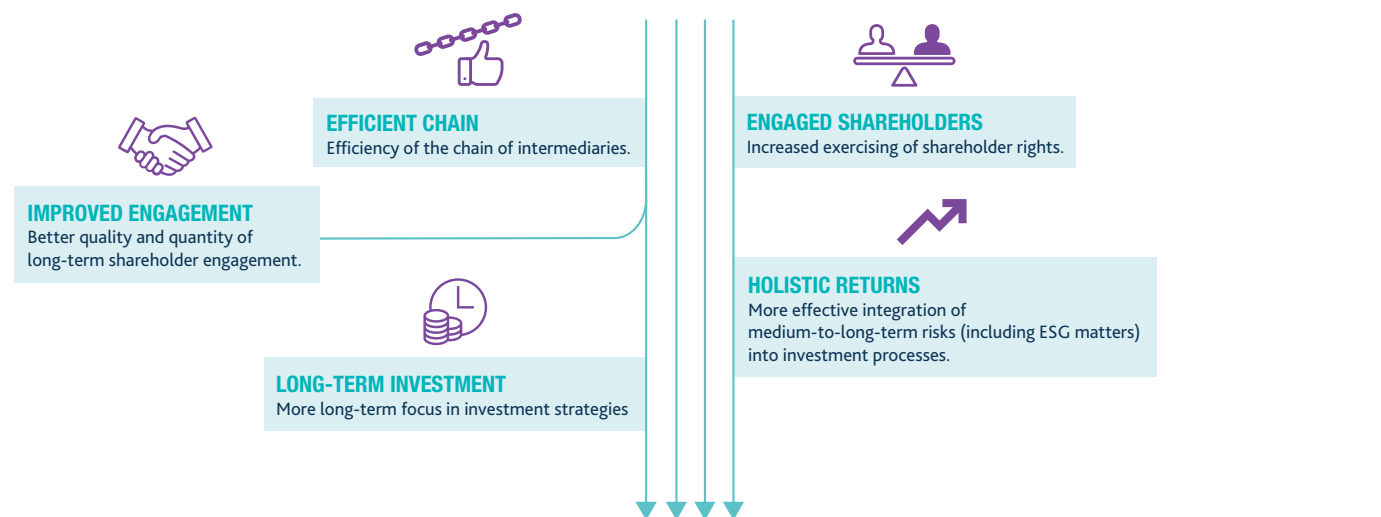 EFFICIENT CHAIN
Efficiency of the chain of intermediaries.
ENGAGED SHAREHOLDERS
Increased exercising of shareholder rights.
IMPROVED ENGAGEMENT
Better quality and quantity of
long-term shareholder engagement.
HOLISTIC RETURNS
More effective integration of
medium-to-long-term risks (including ESG matters)
into investment processes.
LONG-TERM INVESTMENT
More long-term focus in investment strategies